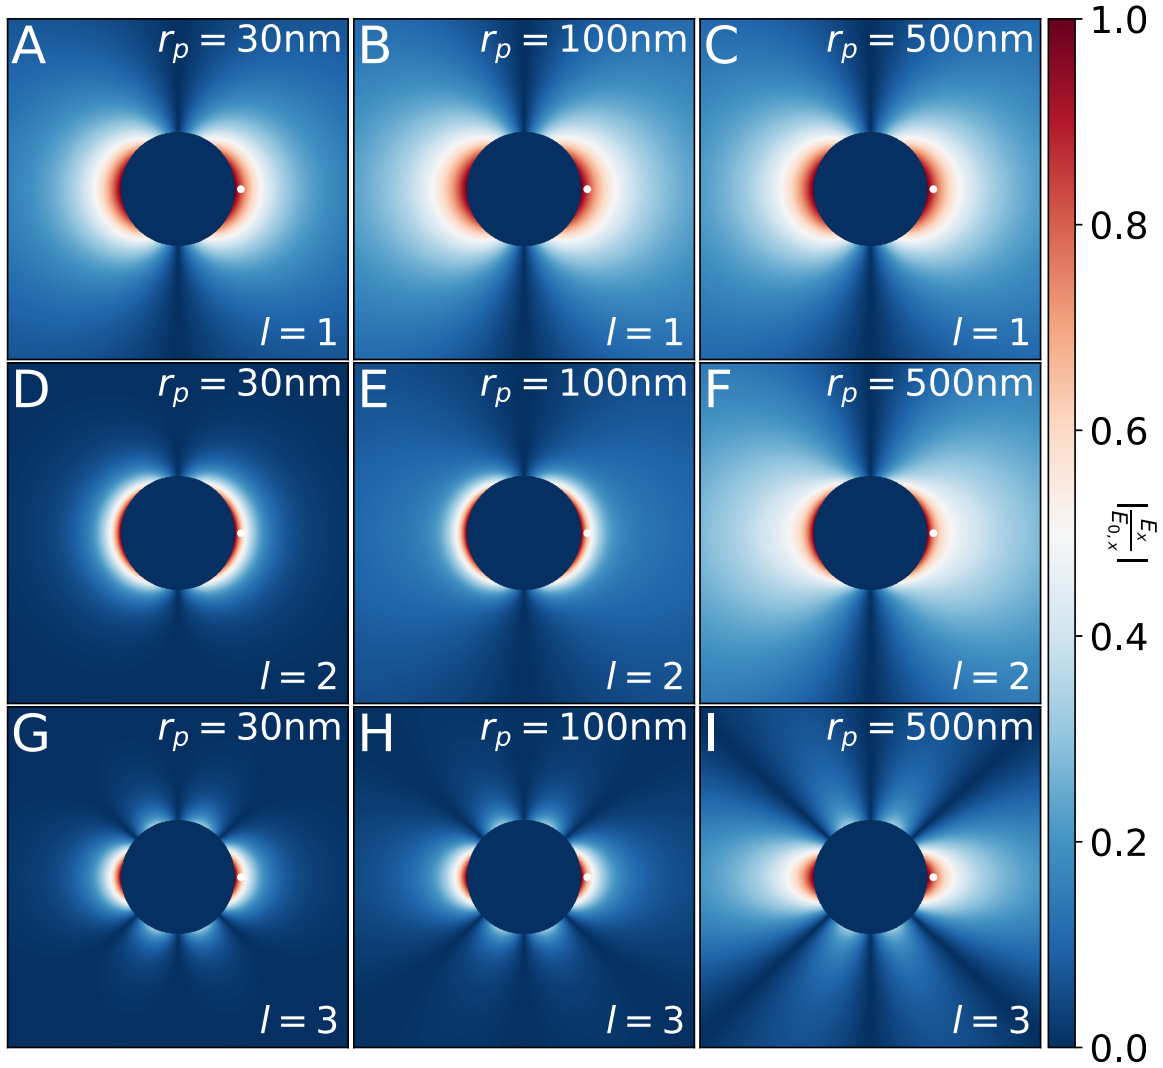 A r_p = 30nm
l = 1
B r_p = 100nm
l = 1
C r_p = 500nm
l = 1
D r_p = 30nm
l = 2
E r_p = 100nm
l = 2
F r_p = 500nm
l = 2
G r_p = 30nm
l = 3
H r_p = 100nm
l = 3
I r_p = 500nm
l = 3
1.0
0.8
0.6
0.4
0.2
0.0
|E_x / E_{0,x}|